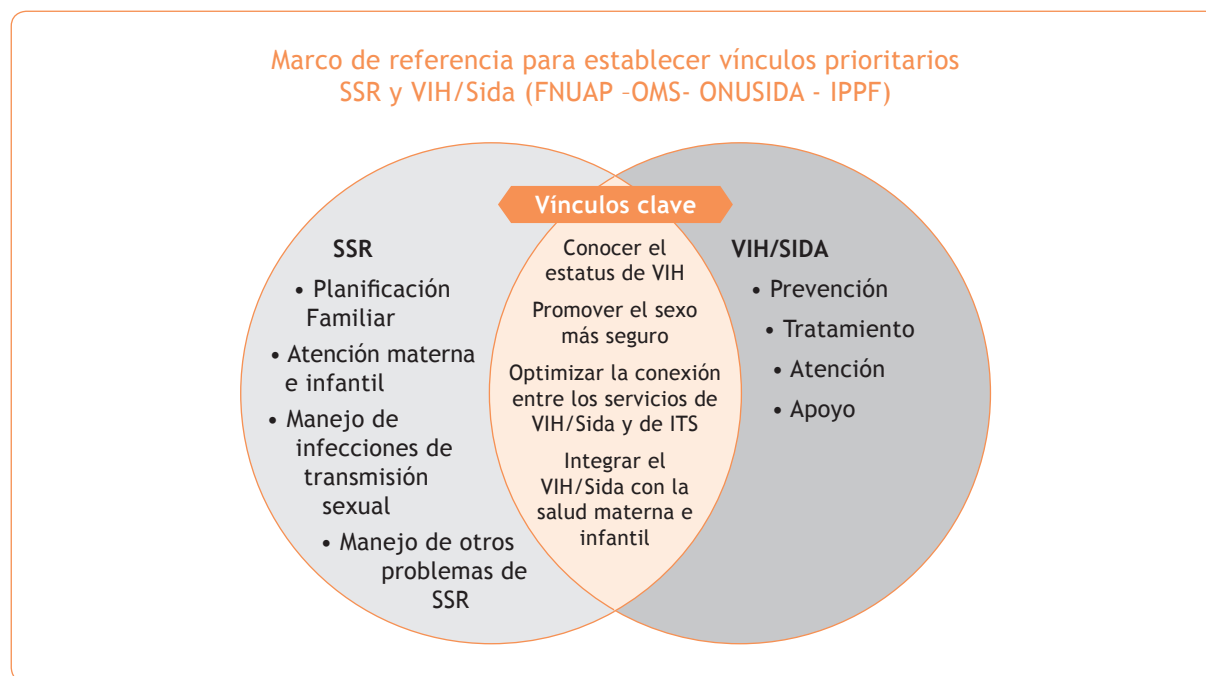 Marco de referencia para establecer vínculos prioritarios
SSR y VIH/Sida (FNUAP –OMS- ONUSIDA - IPPF)
Vínculos clave
SSR
• Planificación
Familiar
• Atención materna
e infantil
• Manejo de
infecciones de
transmisión
sexual
• Manejo de otros
problemas de
SSR
Conocer el
estatus de VIH
Promover el sexo
más seguro
Optimizar la conexión
entre los servicios de
VIH/Sida y de ITS
Integrar el
VIH/Sida con la
salud materna e
infantil
VIH/SIDA
• Prevención
• Tratamiento
• Atención
• Apoyo